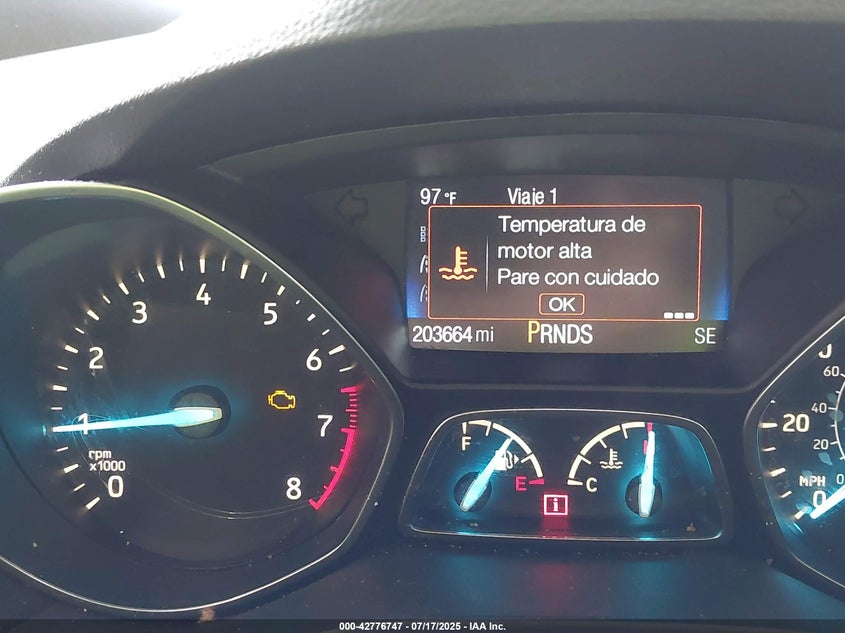 97 °F Viaje 1
Temperatura de
motor alta
Pare con cuidado
OK
203664 mi PRNDS SE
0
1
2
3
4
5
6
7
8
rpm
x1000
F
E
C
i
60
40
20
20
MPH
0
0
000-42776747 - 07/17/2025 - IAA Inc.